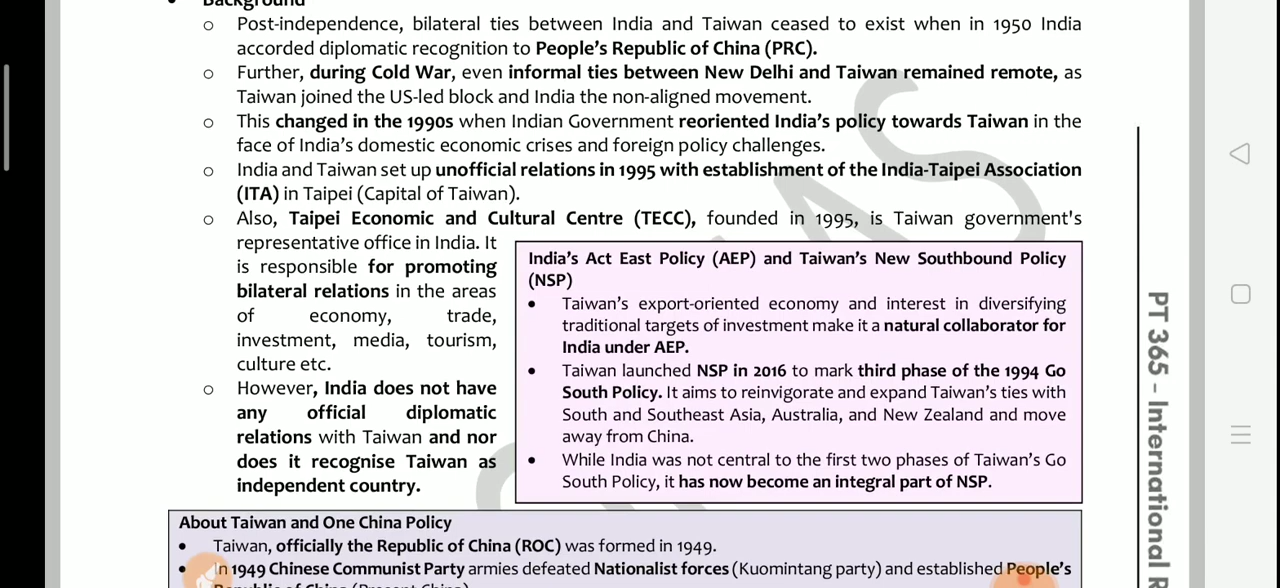 Background
o Post-independence, bilateral ties between India and Taiwan ceased to exist when in 1950 India
accorded diplomatic recognition to People's Republic of China (PRC).
o Further, during Cold War, even informal ties between New Delhi and Taiwan remained remote, as
Taiwan joined the US-led block and India the non-aligned movement.
o This changed in the 1990s when Indian Government reoriented India's policy towards Taiwan in the
face of India's domestic economic crises and foreign policy challenges.
o India and Taiwan set up unofficial relations in 1995 with establishment of the India-Taipei Association
(ITA) in Taipei (Capital of Taiwan).
o Also, Taipei Economic and Cultural Centre (TECC), founded in 1995, is Taiwan government's
representative office in India. It
is responsible for promoting
bilateral relations in the areas
of economy, trade,
investment, media, tourism,
culture etc.
o However, India does not have
any official diplomatic
relations with Taiwan and nor
does it recognise Taiwan as
independent country.
India's Act East Policy (AEP) and Taiwan's New Southbound Policy
(NSP)
• Taiwan's export-oriented economy and interest in diversifying
traditional targets of investment make it a natural collaborator for
India under AEP.
• Taiwan launched NSP in 2016 to mark third phase of the 1994 Go
South Policy. It aims to reinvigorate and expand Taiwan's ties with
South and Southeast Asia, Australia, and New Zealand and move
away from China.
• While India was not central to the first two phases of Taiwan's Go
South Policy, it has now become an integral part of NSP.
About Taiwan and One China Policy
• Taiwan, officially the Republic of China (ROC) was formed in 1949.
• In 1949 Chinese Communist Party armies defeated Nationalist forces (Kuomintang party) and established People's
Republic of China (Present China)
PT 365 - International R